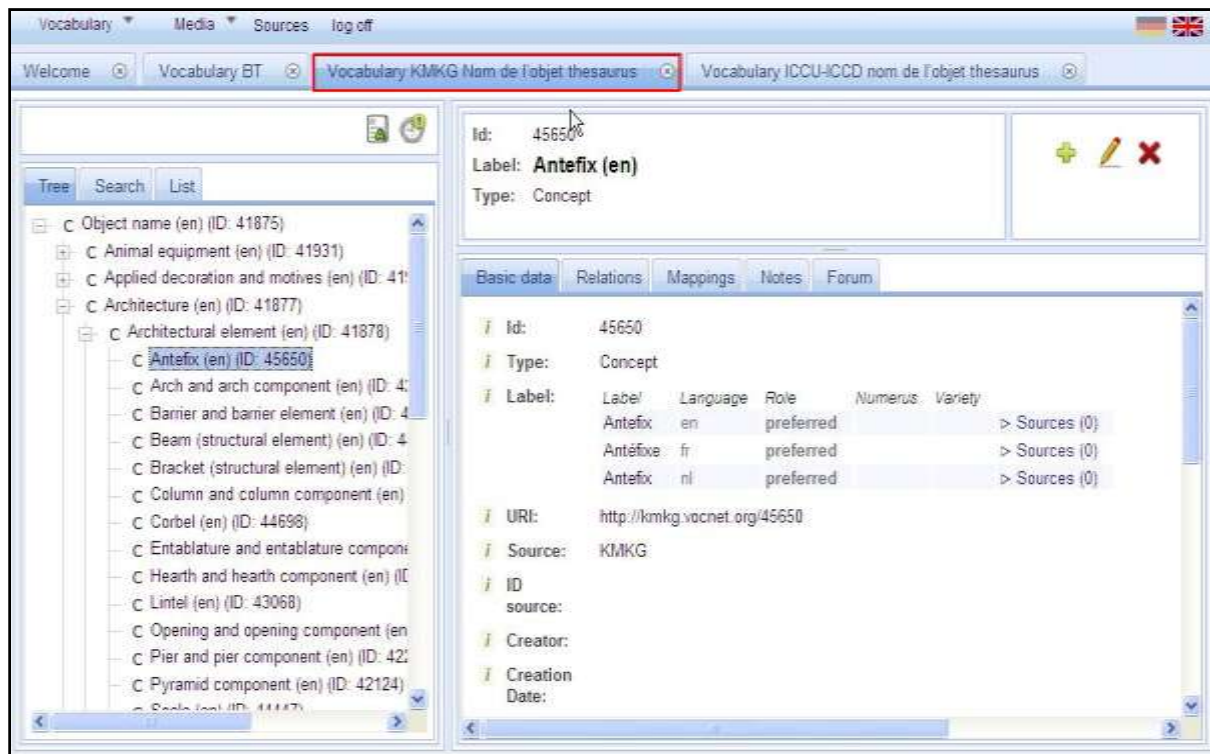 Vocabulary Media Sources log off
Welcome Vocabulary BT Vocabulary KMKG Nom de l'objet thesaurus Vocabulary ICCU-ICCD nom de l'objet thesaurus
Tree Search List
C Object name (en) (ID: 41875)
C Animal equipment (en) (ID: 41931)
C Applied decoration and motives (en) (ID: 41
C Architecture (en) (ID: 41877)
C Architectural element (en) (ID: 41878)
C Antefix (en) (ID: 45650)
C Arch and arch component (en) (ID: 4
C Barrier and barrier element (en) (ID: 4
C Beam (structural element) (en) (ID: 4
C Bracket (structural element) (en) (ID:
C Column and column component (en)
C Corbel (en) (ID: 44698)
C Entablature and entablature compone
C Hearth and hearth component (en) (ID
C Lintel (en) (ID: 43068)
C Opening and opening component (en
C Pier and pier component (en) (ID: 42
C Pyramid component (en) (ID: 42124)
Id: 45650
Label: Antefix (en)
Type: Concept
Basic data Relations Mappings Notes Forum
i Id: 45650
i Type: Concept
i Label: Label Language Role Numerus Variety
Antefix en preferred > Sources (0)
Antéfixe fr preferred > Sources (0)
Antefix nl preferred > Sources (0)
i URI: http://kmkg.vocnet.org/45650
i Source: KMKG
i ID
source:
i Creator:
i Creation
Date: